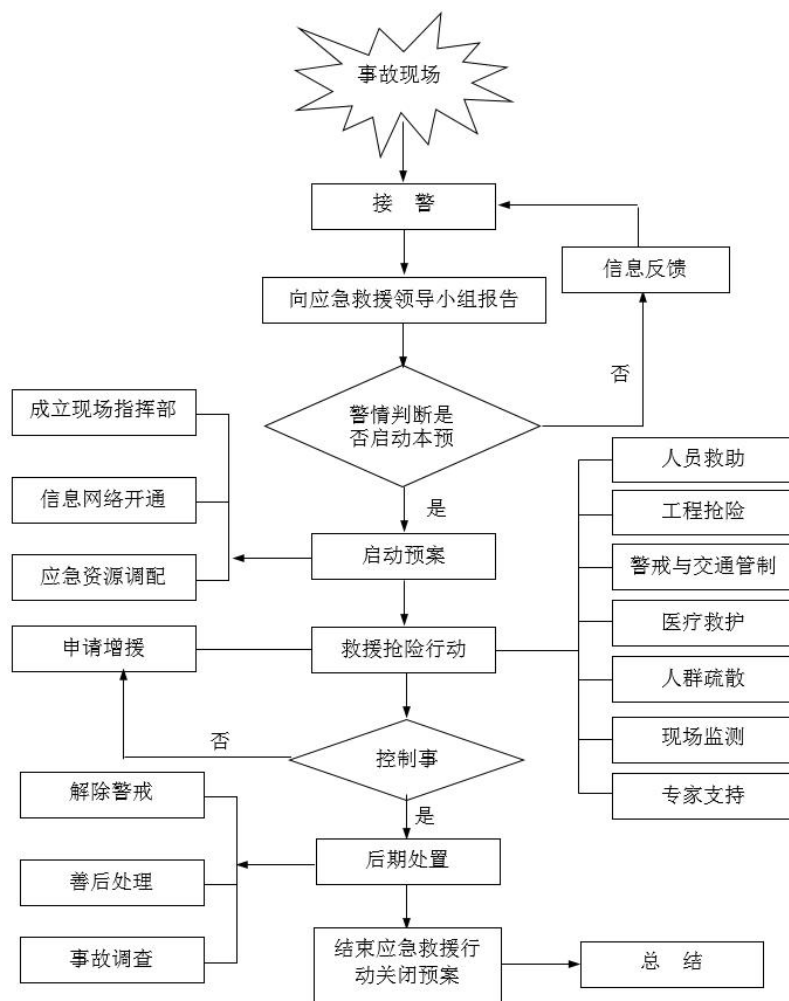 事故现场
接 警
信息反馈
向应急救援领导小组报告
否
警情判断是
否启动本预
成立现场指挥部
信息网络开通
应急资源调配
是
启动预案
人员救助
工程抢险
警戒与交通管制
医疗救护
人群疏散
现场监测
专家支持
申请增援
救援抢险行动
否
控制事
是
解除警戒
善后处理
事故调查
后期处置
结束应急救援行
动关闭预案
总 结